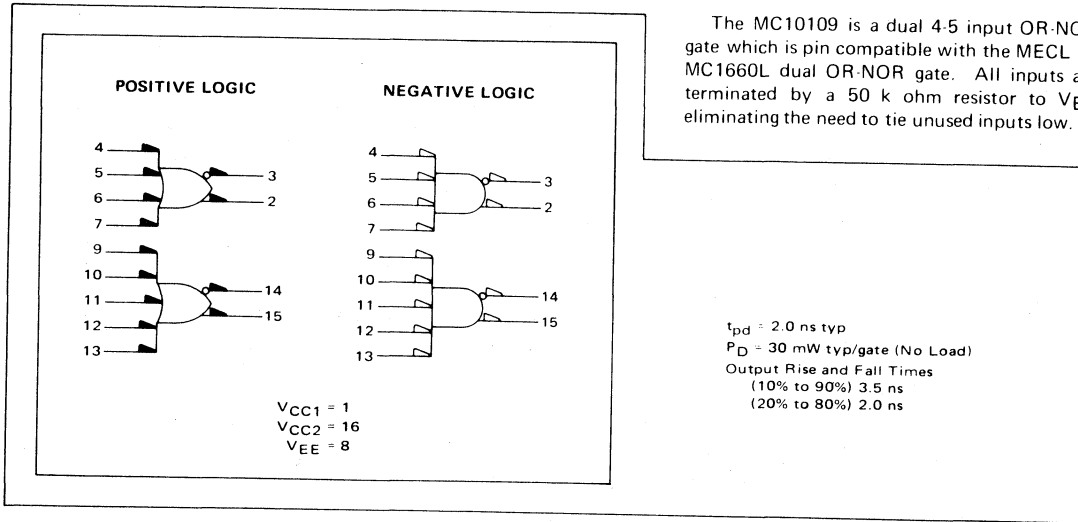 The MC10109 is a dual 4-5 input OR-NO
gate which is pin compatible with the MECL
MC1660L dual OR-NOR gate. All inputs a
terminated by a 50 k ohm resistor to VE
eliminating the need to tie unused inputs low.
POSITIVE LOGIC
4
5
6
7
3
2
9
10
11
12
13
14
15
NEGATIVE LOGIC
4
5
6
7
3
2
9
10
11
12
13
14
15
VCC1 = 1
VCC2 = 16
VEE = 8
tpd = 2.0 ns typ
PD = 30 mW typ/gate (No Load)
Output Rise and Fall Times
(10% to 90%) 3.5 ns
(20% to 80%) 2.0 ns